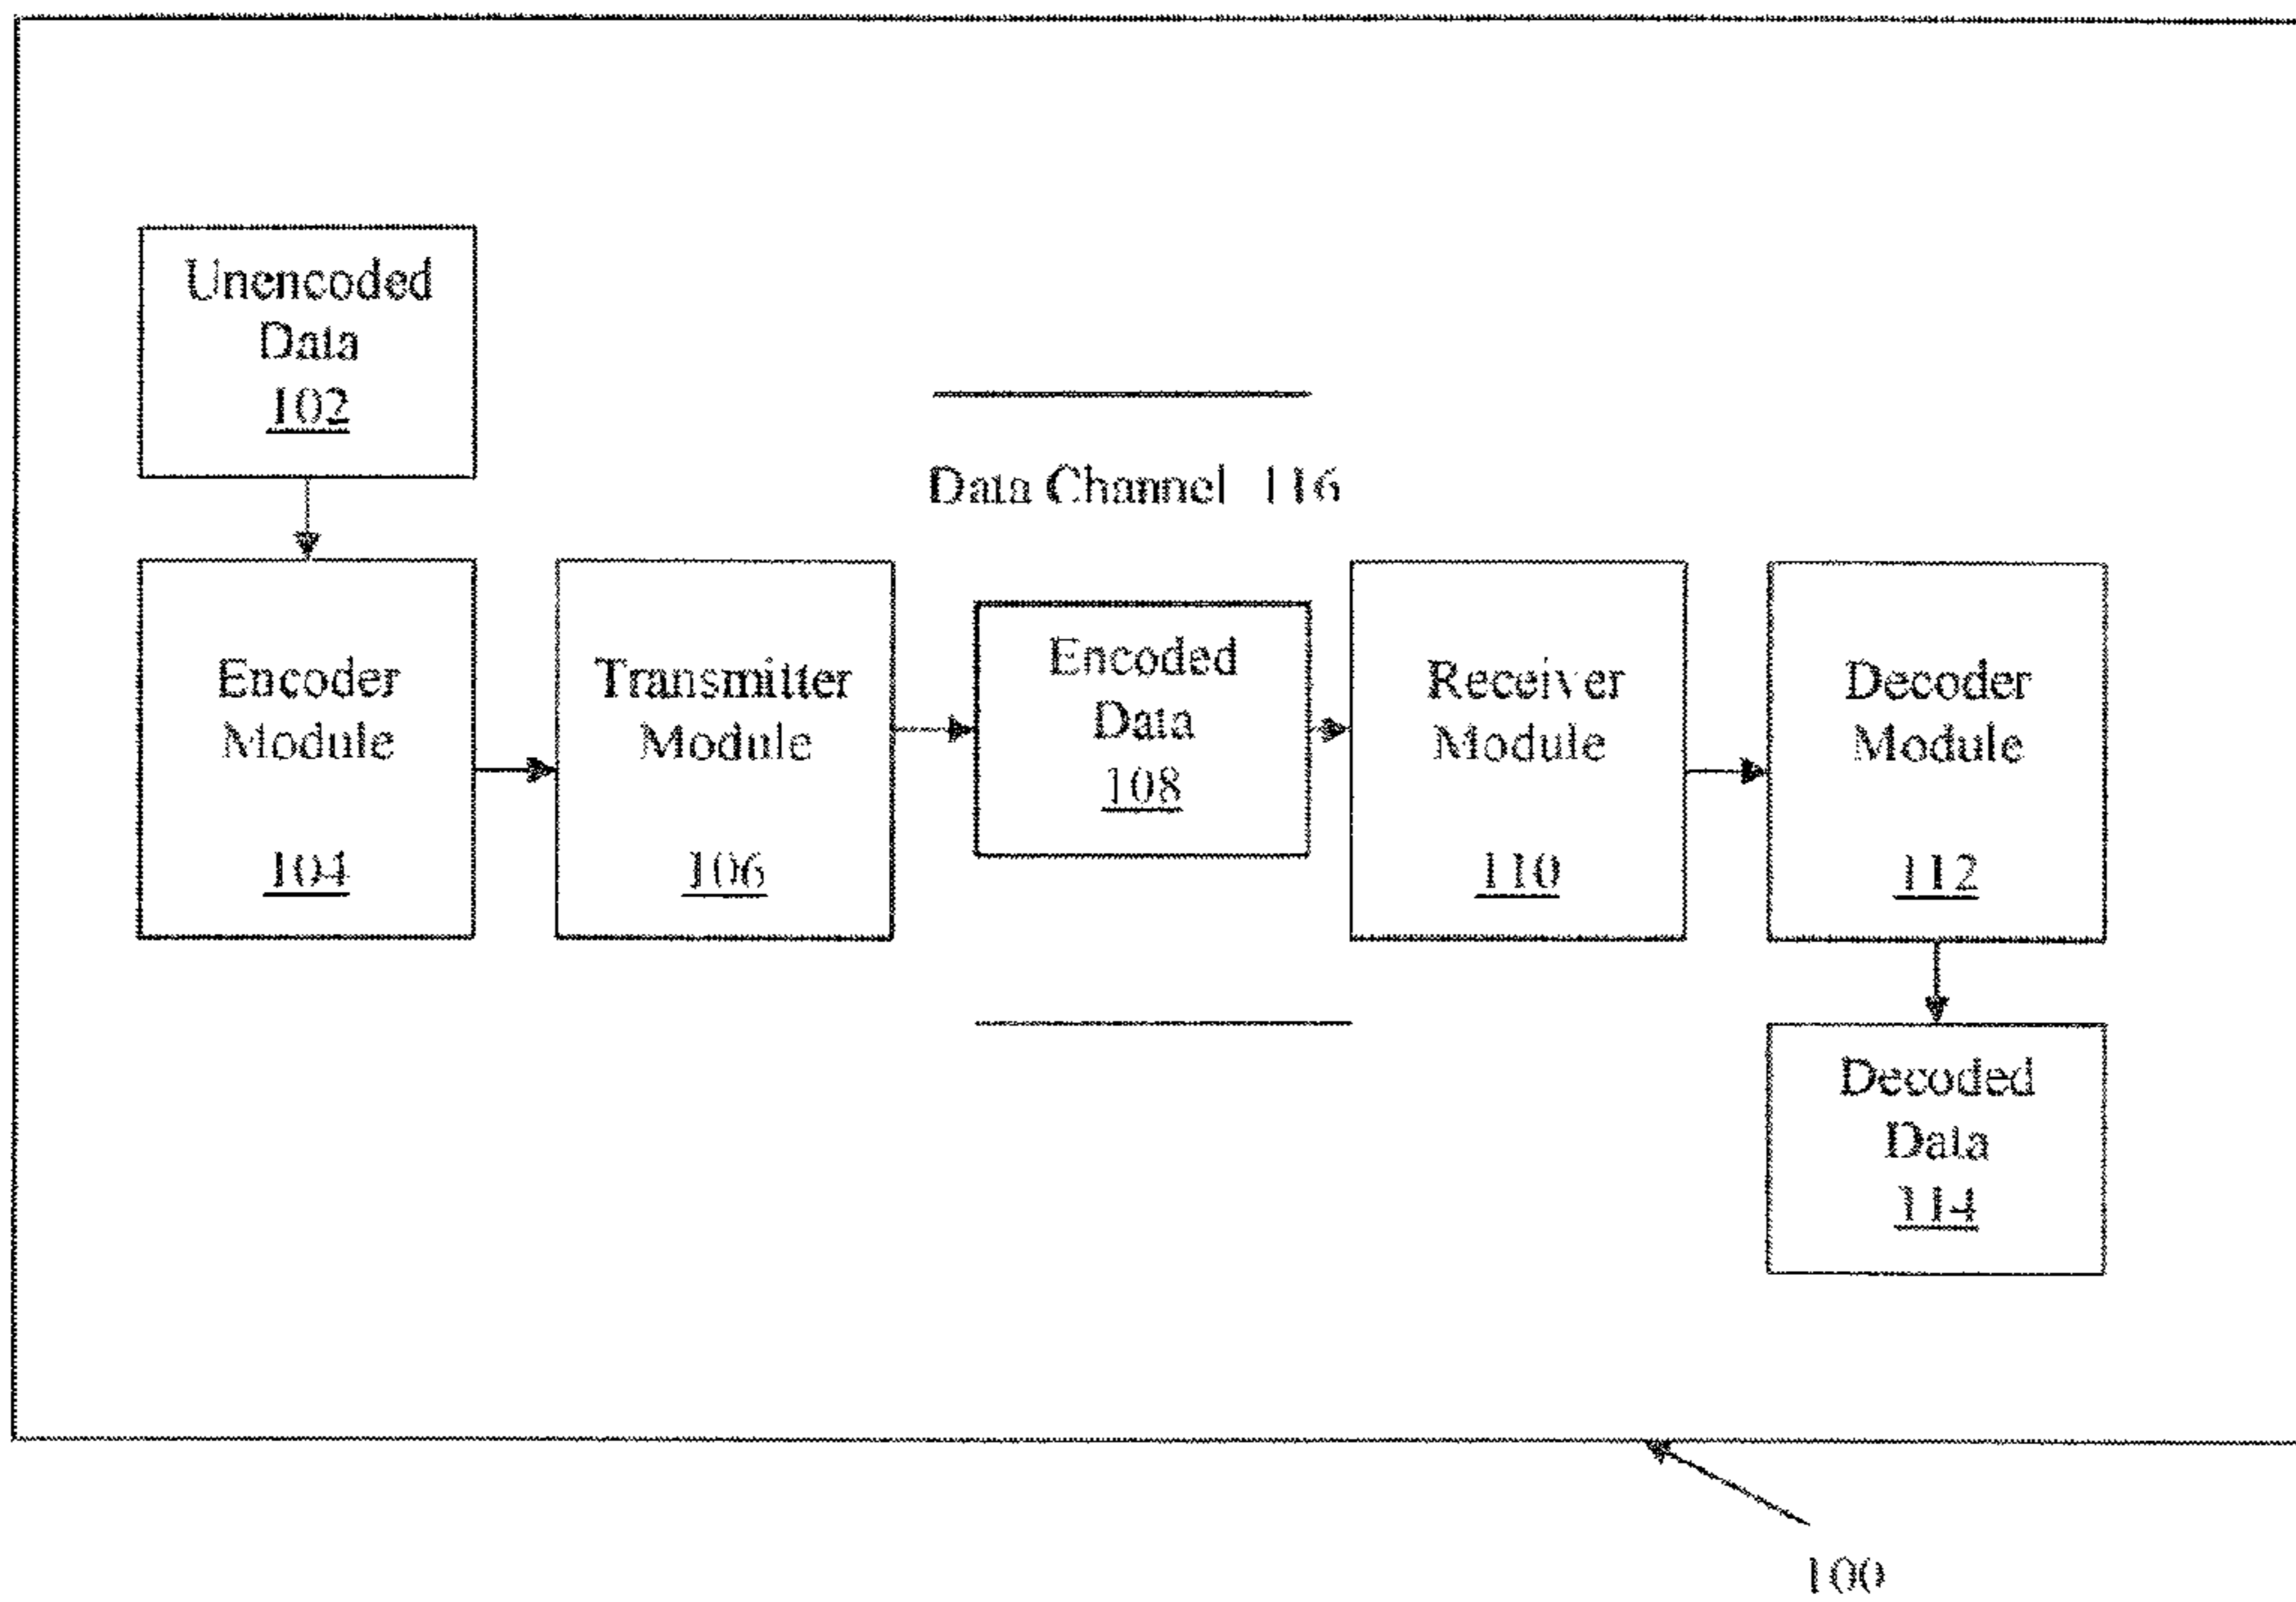 Unencoded
Data
102
Data Channel 116
Encoder
Module
104
Transmitter
Module
106
Encoded
Data
108
Receiver
Module
110
Decoder
Module
112
Decoded
Data
114
100